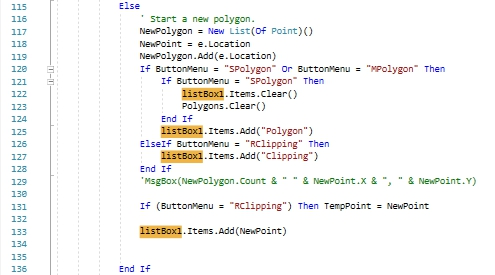 115 Else
116 ' Start a new polygon.
117 NewPolygon = New List(Of Point)()
118 NewPoint = e.Location
119 NewPolygon.Add(e.Location)
120 If ButtonMenu = "SPolygon" Or ButtonMenu = "MPolygon" Then
121 If ButtonMenu = "SPolygon" Then
122 listBox1.Items.Clear()
123 Polygons.Clear()
124 End If
125 listBox1.Items.Add("Polygon")
126 ElseIf ButtonMenu = "RClipping" Then
127 listBox1.Items.Add("Clipping")
128 End If
129 'MsgBox(NewPolygon.Count & " " & NewPoint.X & ", " & NewPoint.Y)
130
131 If (ButtonMenu = "RClipping") Then TempPoint = NewPoint
132
133 listBox1.Items.Add(NewPoint)
134
135
136 End If